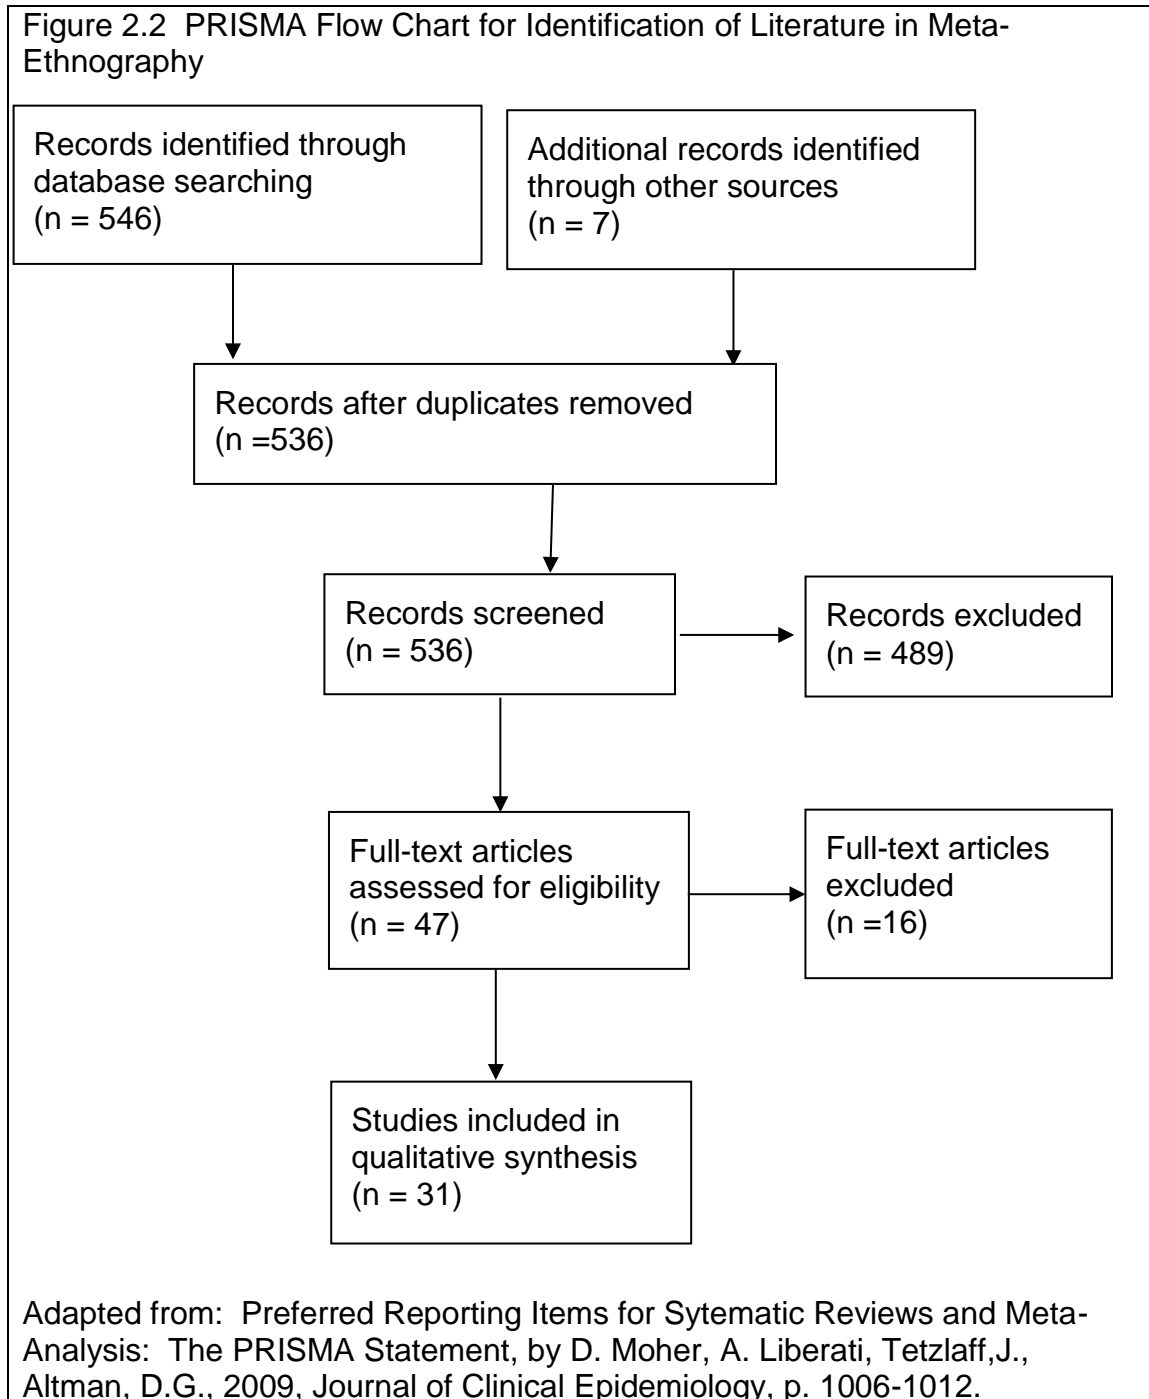 Figure 2.2  PRISMA Flow Chart for Identification of Literature in Meta-
Ethnography
Records identified through
database searching
(n = 546)
Additional records identified
through other sources
(n = 7)
Records after duplicates removed
(n =536)
Records screened
(n = 536)
Records excluded
(n = 489)
Full-text articles
assessed for eligibility
(n = 47)
Full-text articles
excluded
(n =16)
Studies included in
qualitative synthesis
(n = 31)
Adapted from:  Preferred Reporting Items for Sytematic Reviews and Meta-
Analysis:  The PRISMA Statement, by D. Moher, A. Liberati, Tetzlaff,J.,
Altman, D.G., 2009, Journal of Clinical Epidemiology, p. 1006-1012.